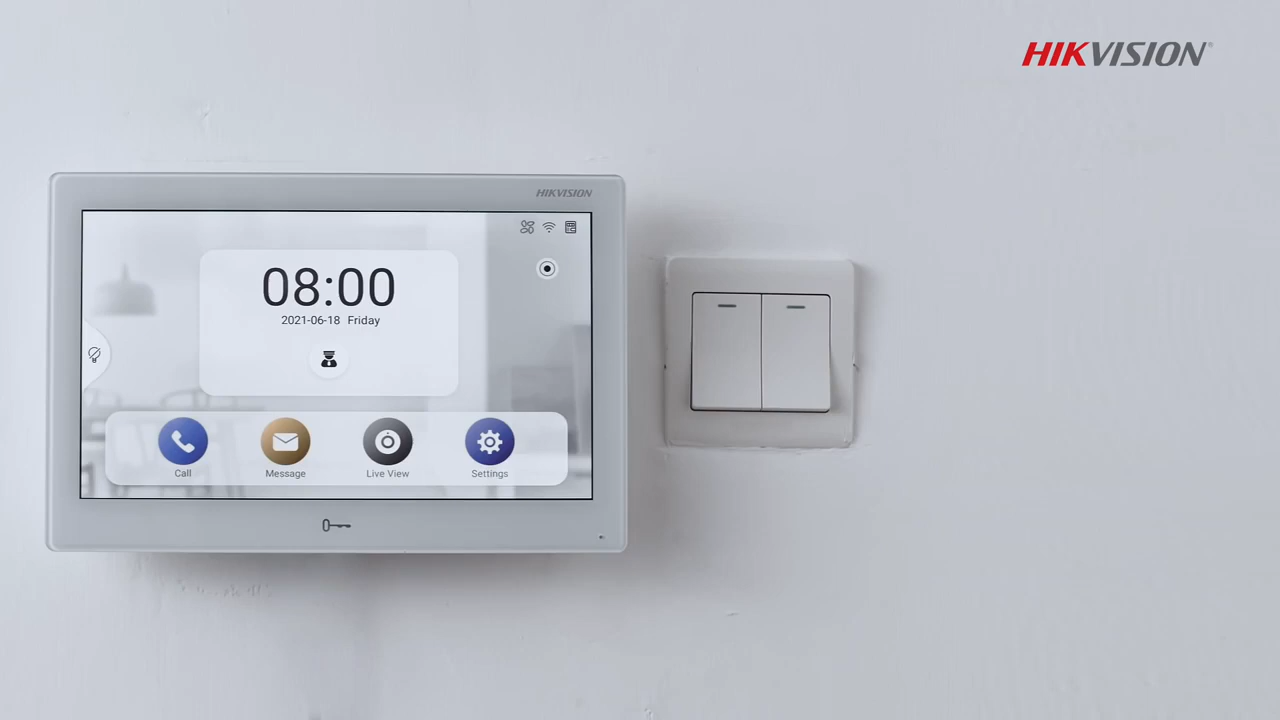 HIKVISION
HIKVISION
08:00
2021-06-18 Friday
Call
Message
Live View
Settings